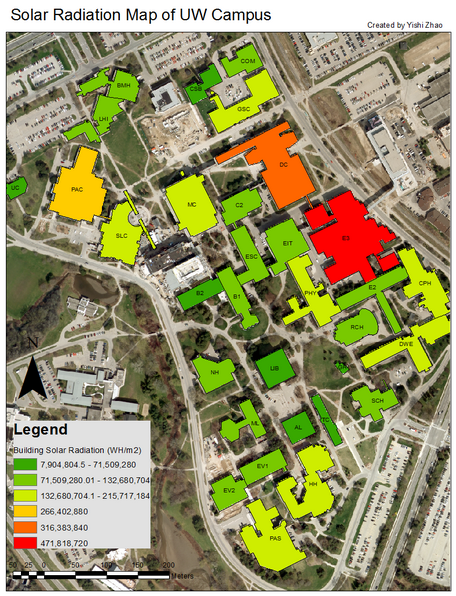 Solar Radiation Map of UW Campus
Created by Yishi Zhao
COM
CSB
BMH
GSC
LHI
DC
UC
PAC
MC
C2
SLC
E3
ESC
EIT
CPH
B2
B1
PHY
E2
RCH
DWE
NH
LIB
SCH
ML
TC
AL
EV1
HH
EV2
PAS
N
Legend
Building Solar Radiation (WH/m2)
7,904,804.5 - 71,509,280
71,509,280.01 - 132,680,704
132,680,704.1 - 215,717,184
266,402,880
316,383,840
471,818,720
50 25 0 50 100 150 200
Meters